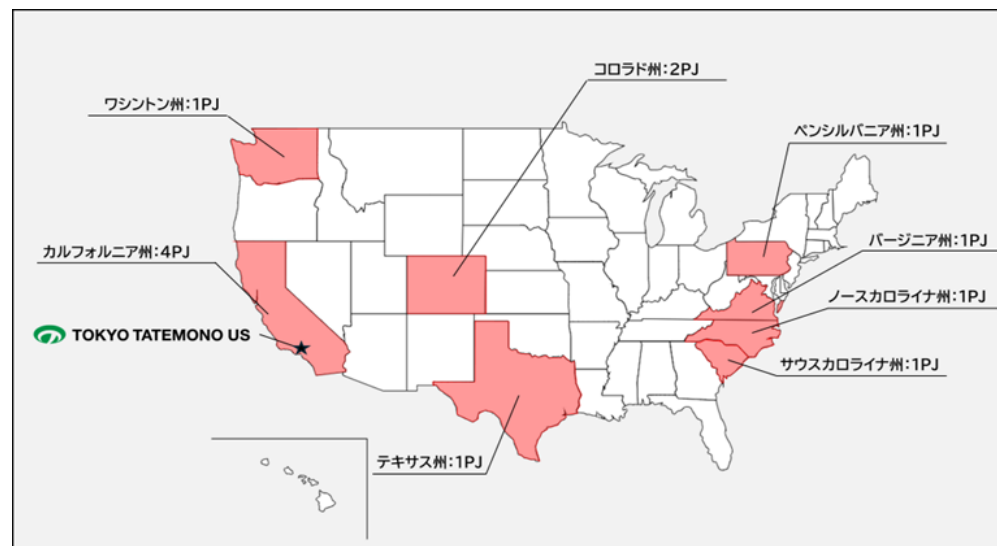 コロラド州:2PJ
ワシントン州:1PJ
ペンシルバニア州:1PJ
カルフォルニア州:4PJ
バージニア州:1PJ
ノースカロライナ州:1PJ
TOKYO TATEMONO US
サウスカロライナ州:1PJ
テキサス州:1PJ